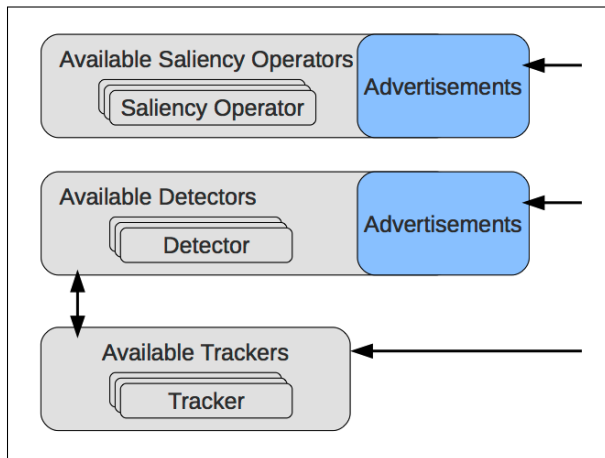 Available Saliency Operators
Advertisements
Saliency Operator
Available Detectors
Advertisements
Detector
Available Trackers
Tracker